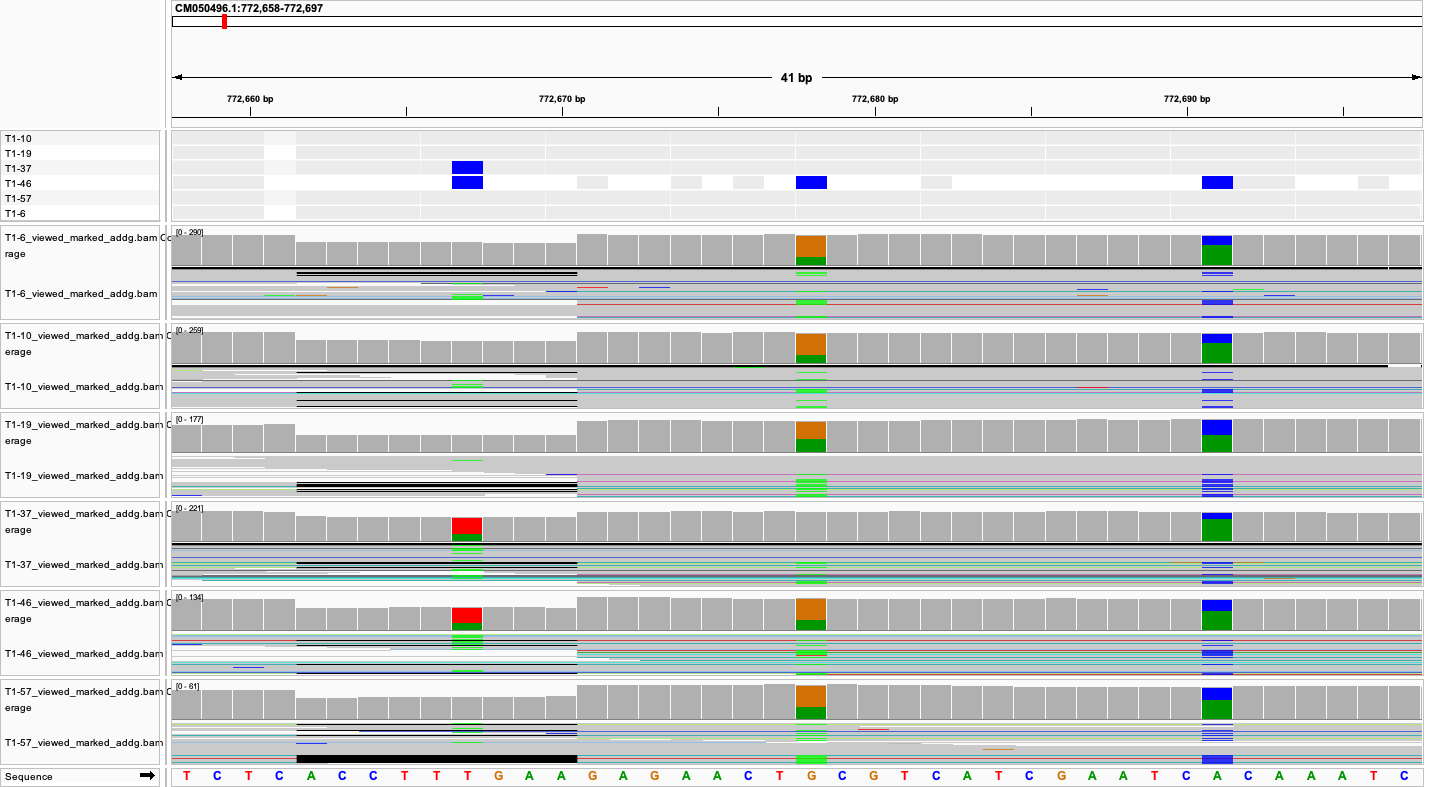 CM050496.1:772,658-772,697
41 bp
772,660 bp 772,670 bp 772,680 bp 772,690 bp
T1-10
T1-19
T1-37
T1-46
T1-57
T1-6
T1-6_viewed_marked_addg.bam Co [0 - 290]
rage
T1-6_viewed_marked_addg.bam
T1-10_viewed_marked_addg.bam C [0 - 259]
erage
T1-10_viewed_marked_addg.bam
T1-19_viewed_marked_addg.bam C [0 - 177]
erage
T1-19_viewed_marked_addg.bam
T1-37_viewed_marked_addg.bam C [0 - 221]
erage
T1-37_viewed_marked_addg.bam
T1-46_viewed_marked_addg.bam C [0 - 134]
erage
T1-46_viewed_marked_addg.bam
T1-57_viewed_marked_addg.bam C [0 - 61]
erage
T1-57_viewed_marked_addg.bam
Sequence T C T C A C C T T T G A A G A G A A C T G C G T C A T C G A A T C A C A A A T C